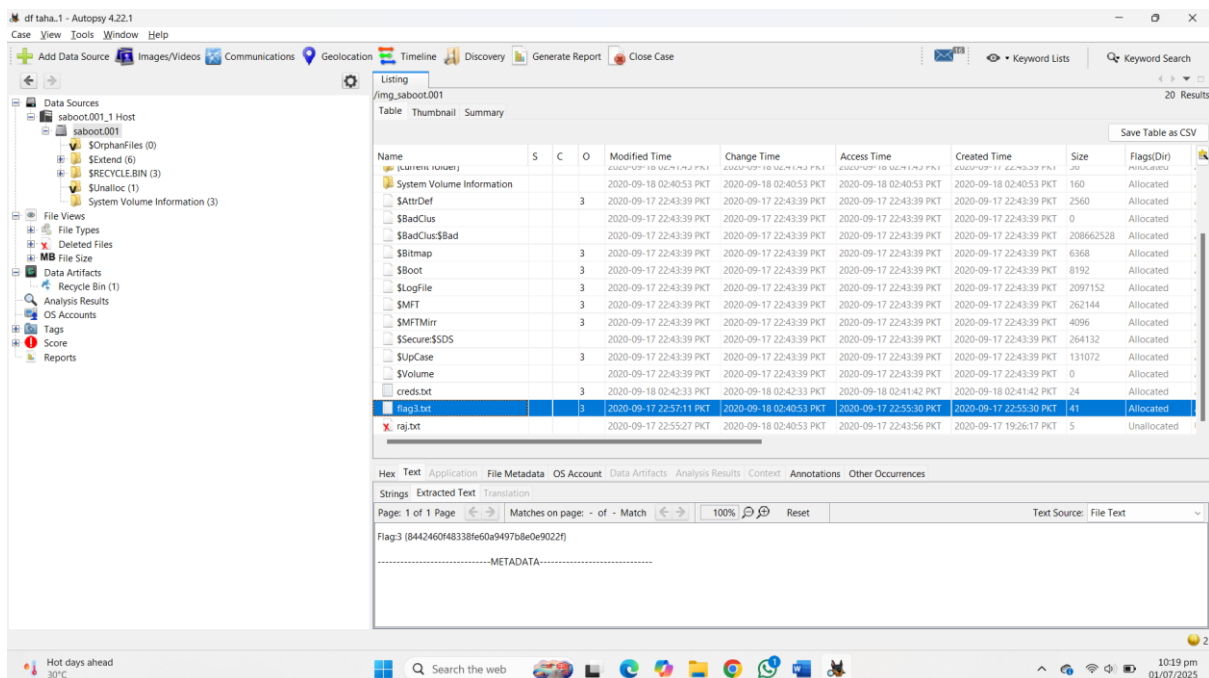 df taha..1 - Autopsy 4.22.1
Case View Tools Window Help
Add Data Source Images/Videos Communications Geolocation Timeline Discovery Generate Report Close Case Keyword Lists Keyword Search
Listing
/img_saboot.001 20 Results
Table Thumbnail Summary
Save Table as CSV
Name S C O Modified Time Change Time Access Time Created Time Size Flags(Dir)
System Volume Information 2020-09-18 02:40:53 PKT 2020-09-18 02:40:53 PKT 2020-09-18 02:40:53 PKT 2020-09-18 02:40:53 PKT 160 Allocated
$AttrDef 3 2020-09-17 22:43:39 PKT 2020-09-17 22:43:39 PKT 2020-09-17 22:43:39 PKT 2020-09-17 22:43:39 PKT 2560 Allocated
$BadClus 2020-09-17 22:43:39 PKT 2020-09-17 22:43:39 PKT 2020-09-17 22:43:39 PKT 2020-09-17 22:43:39 PKT 0 Allocated
$BadClus:$Bad 2020-09-17 22:43:39 PKT 2020-09-17 22:43:39 PKT 2020-09-17 22:43:39 PKT 2020-09-17 22:43:39 PKT 208662528 Allocated
$Bitmap 3 2020-09-17 22:43:39 PKT 2020-09-17 22:43:39 PKT 2020-09-17 22:43:39 PKT 2020-09-17 22:43:39 PKT 6368 Allocated
$Boot 3 2020-09-17 22:43:39 PKT 2020-09-17 22:43:39 PKT 2020-09-17 22:43:39 PKT 2020-09-17 22:43:39 PKT 8192 Allocated
$LogFile 3 2020-09-17 22:43:39 PKT 2020-09-17 22:43:39 PKT 2020-09-17 22:43:39 PKT 2020-09-17 22:43:39 PKT 2097152 Allocated
$MFT 3 2020-09-17 22:43:39 PKT 2020-09-17 22:43:39 PKT 2020-09-17 22:43:39 PKT 2020-09-17 22:43:39 PKT 262144 Allocated
$MFTMirr 3 2020-09-17 22:43:39 PKT 2020-09-17 22:43:39 PKT 2020-09-17 22:43:39 PKT 2020-09-17 22:43:39 PKT 4096 Allocated
$Secure:$SDS 2020-09-17 22:43:39 PKT 2020-09-17 22:43:39 PKT 2020-09-17 22:43:39 PKT 2020-09-17 22:43:39 PKT 264132 Allocated
$UpCase 3 2020-09-17 22:43:39 PKT 2020-09-17 22:43:39 PKT 2020-09-17 22:43:39 PKT 2020-09-17 22:43:39 PKT 131072 Allocated
$Volume 2020-09-17 22:43:39 PKT 2020-09-17 22:43:39 PKT 2020-09-17 22:43:39 PKT 2020-09-17 22:43:39 PKT 0 Allocated
creds.txt 3 2020-09-18 02:42:33 PKT 2020-09-18 02:42:33 PKT 2020-09-18 02:41:42 PKT 2020-09-18 02:41:42 PKT 24 Allocated
flag3.txt 3 2020-09-17 22:57:11 PKT 2020-09-18 02:40:53 PKT 2020-09-17 22:55:30 PKT 2020-09-17 22:55:30 PKT 41 Allocated
raj.txt 2020-09-17 22:55:27 PKT 2020-09-18 02:40:53 PKT 2020-09-17 22:43:56 PKT 2020-09-17 19:26:17 PKT 5 Unallocated
Data Sources
saboot.001_1 Host
saboot.001
$OrphanFiles (0)
$Extend (6)
$RECYCLE.BIN (3)
$Unalloc (1)
System Volume Information (3)
File Views
File Types
Deleted Files
MB File Size
Data Artifacts
Recycle Bin (1)
Analysis Results
OS Accounts
Tags
Score
Reports
Hex Text Application File Metadata OS Account Data Artifacts Analysis Results Context Annotations Other Occurrences
Strings Extracted Text Translation
Page: 1 of 1 Page Matches on page: - of - Match 100% Reset Text Source: File Text
Flag:3 {8442460f48338fe60a9497b8e0e9022f}
------------------------------METADATA------------------------------
2
Hot days ahead
30°C
Search the web
10:19 pm
01/07/2025